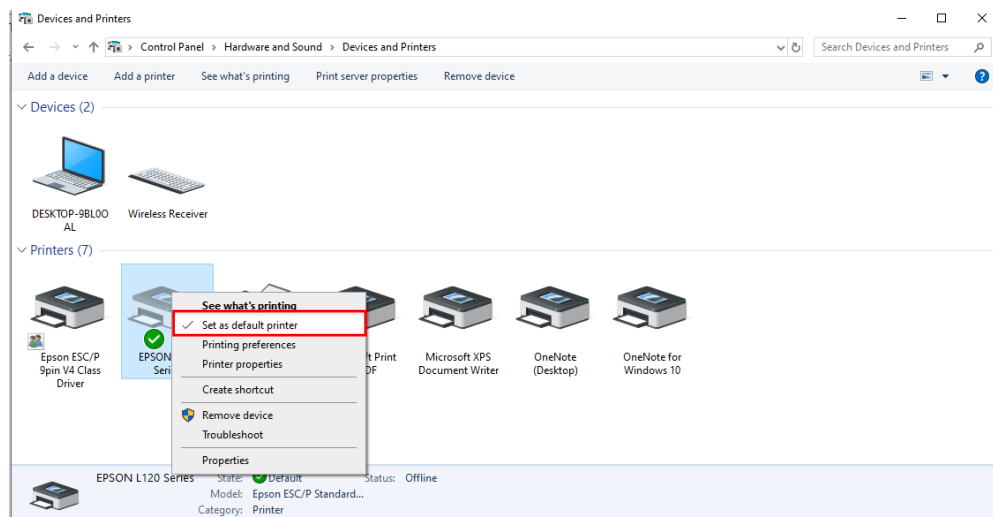 Devices and Printers
Control Panel > Hardware and Sound > Devices and Printers
Search Devices and Printers
Add a device Add a printer See what's printing Print server properties Remove device
Devices (2)
DESKTOP-9BL0O
AL
Wireless Receiver
Printers (7)
Epson ESC/P
9pin V4 Class
Driver
EPSON
Seri
t Print
DF
Microsoft XPS
Document Writer
OneNote
(Desktop)
OneNote for
Windows 10
See what's printing
Set as default printer
Printing preferences
Printer properties
Create shortcut
Remove device
Troubleshoot
Properties
EPSON L120 Series State: Default Status: Offline
Model: Epson ESC/P Standard...
Category: Printer